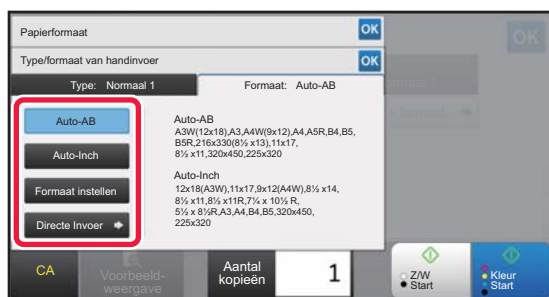 Papierformaat
OK
OK
Type/formaat van handinvoer
OK
Type: Normaal 1
Formaat: Auto-AB
Auto-AB
Auto-Inch
Formaat instellen
Directe Invoer
Auto-AB
A3W(12x18),A3,A4W(9x12),A4,A5R,B4,B5,
B5R,216x330(8½ x13),11x17,
8½ x11,320x450,225x320
Auto-Inch
12x18(A3W),11x17,9x12(A4W),8½ x14,
8½ x11,8½ x11R,7¼ x 10½ R,
5½ x 8½R,A3,A4,B4,B5,320x450,
225x320
CA
Voorbeeld-
weergave
Aantal
kopieën
1
Z/W
Start
Kleur
Start